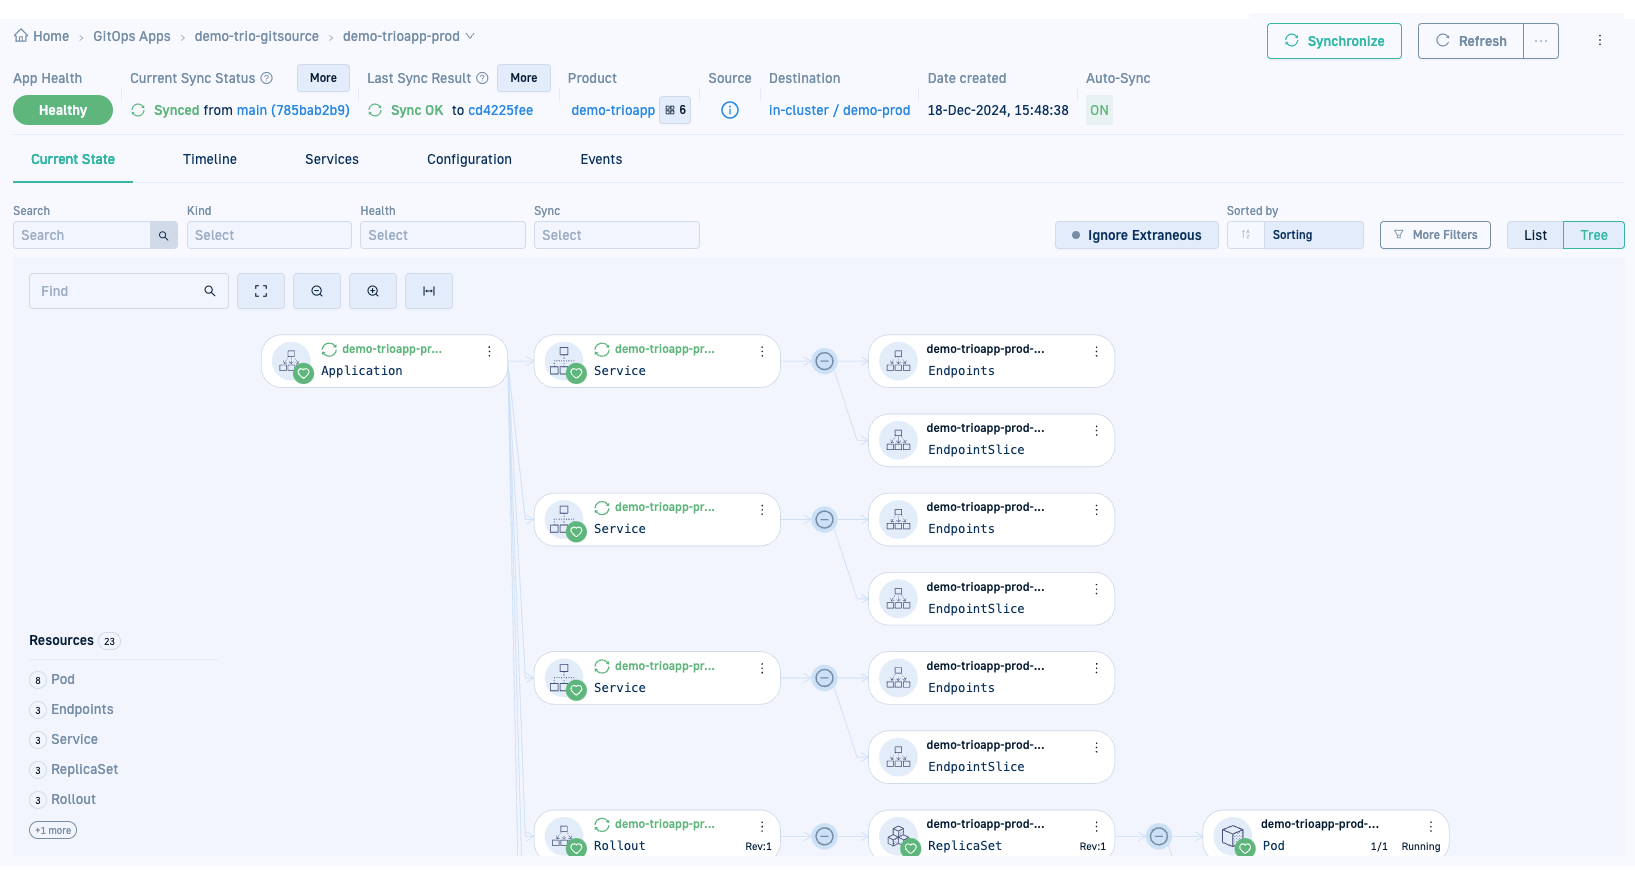 Home > GitOps Apps > demo-trio-gitsource > demo-trioapp-prod
Synchronize
Refresh
...
App Health
Current Sync Status
More
Last Sync Result
More
Product
Source
Destination
Date created
Auto-Sync
Healthy
Synced from main (785bab2b9)
Sync OK to cd4225fee
demo-trioapp 6
in-cluster / demo-prod
18-Dec-2024, 15:48:38
ON
Current State
Timeline
Services
Configuration
Events
Search
Kind
Health
Sync
Sorted by
Search
Select
Select
Select
Ignore Extraneous
Sorting
More Filters
List
Tree
Find
demo-trioapp-pr...
Application
demo-trioapp-pr...
Service
demo-trioapp-prod-...
Endpoints
demo-trioapp-prod-...
EndpointSlice
demo-trioapp-pr...
Service
demo-trioapp-prod-...
Endpoints
demo-trioapp-prod-...
EndpointSlice
demo-trioapp-pr...
Service
demo-trioapp-prod-...
Endpoints
demo-trioapp-prod-...
EndpointSlice
demo-trioapp-pr...
Rollout Rev:1
demo-trioapp-prod-...
ReplicaSet Rev:1
demo-trioapp-prod-...
Pod 1/1 Running
Resources 23
8 Pod
3 Endpoints
3 Service
3 ReplicaSet
3 Rollout
+1 more